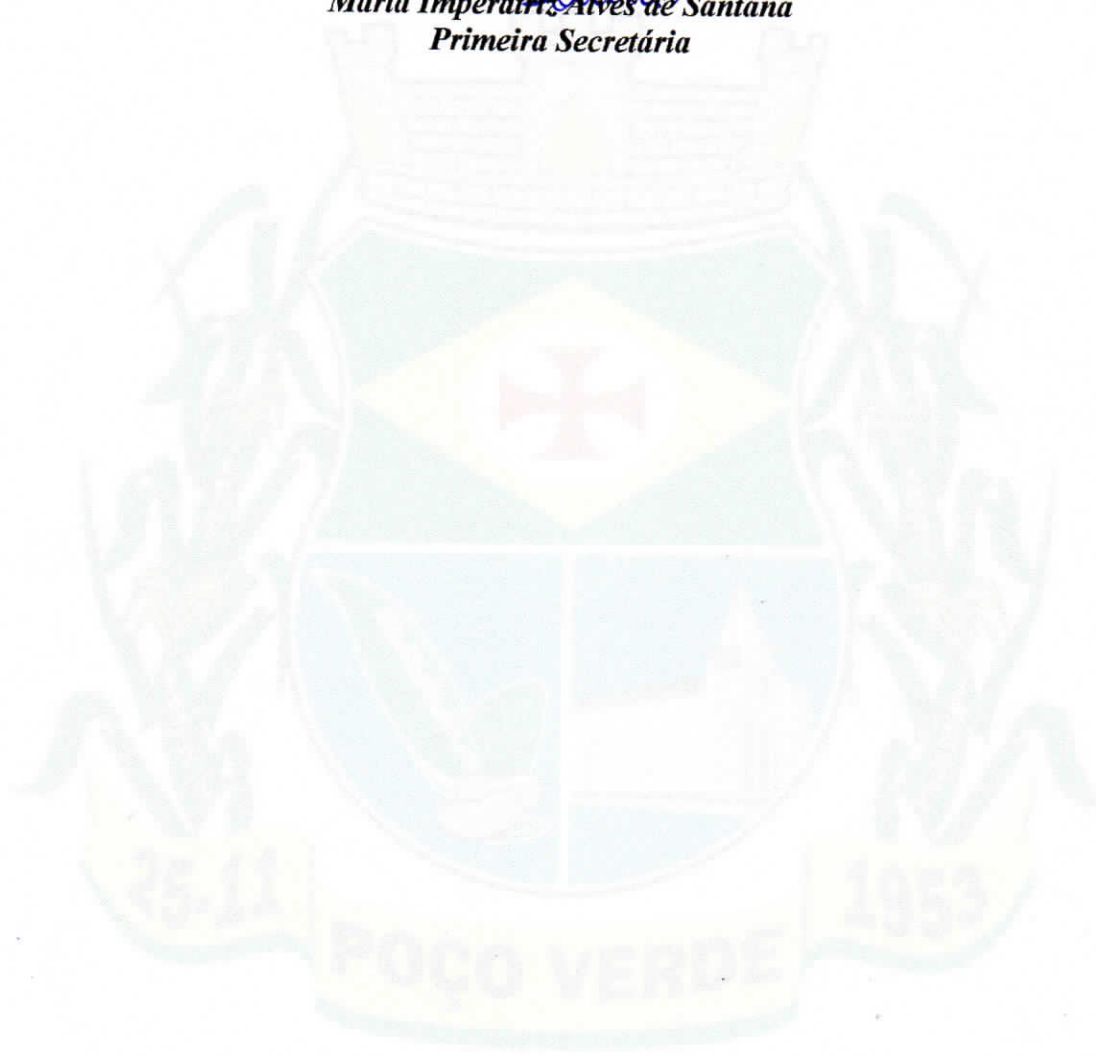 Maria Imperatriz Alves de Santana
Primeira Secretária
25-11
1953
POÇO VERDE